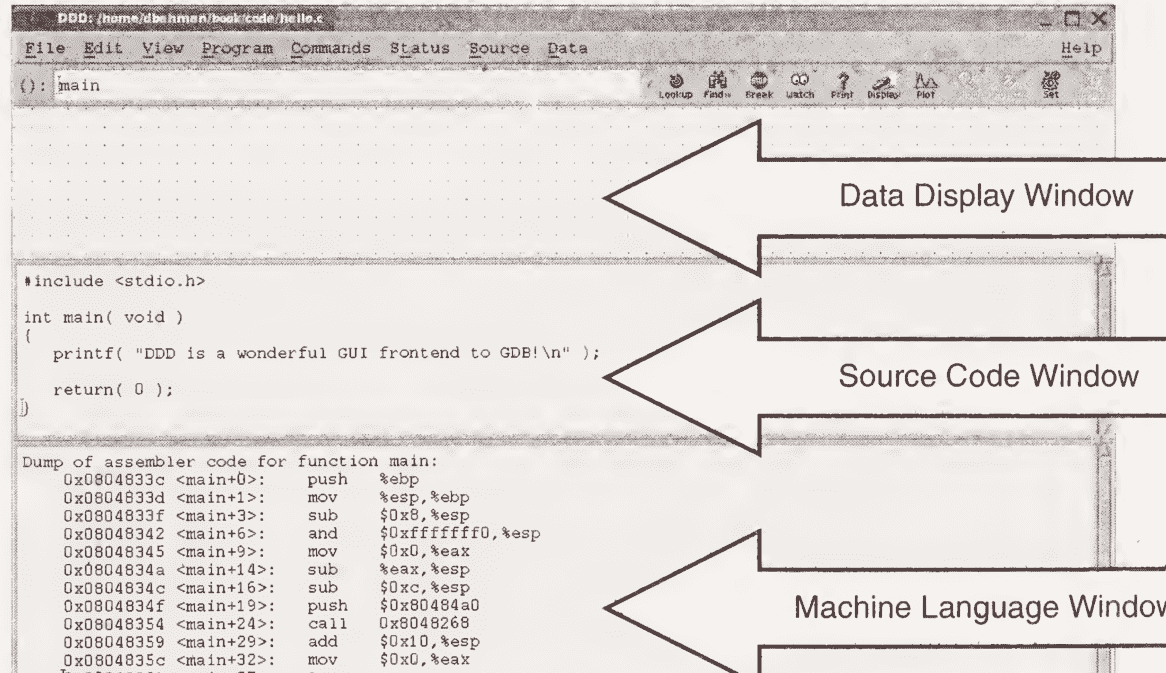 DDD: /home/dbehman/book/code/hello.c
File Edit View Program Commands Status Source Data Help
(): main
Lookup Find» Break Watch Print Display Plot Set
Data Display Window
#include <stdio.h>
int main( void )
{
printf( "DDD is a wonderful GUI frontend to GDB!\n" );
return( 0 );
}
Source Code Window
Dump of assembler code for function main:
0x0804833c <main+0>: push %ebp
0x0804833d <main+1>: mov %esp,%ebp
0x0804833f <main+3>: sub $0x8,%esp
0x08048342 <main+6>: and $0xfffffff0,%esp
0x08048345 <main+9>: mov $0x0,%eax
0x0804834a <main+14>: sub %eax,%esp
0x0804834c <main+16>: sub $0xc,%esp
0x0804834f <main+19>: push $0x80484a0
0x08048354 <main+24>: call 0x8048268
0x08048359 <main+29>: add $0x10,%esp
0x0804835c <main+32>: mov $0x0,%eax
Machine Language Window